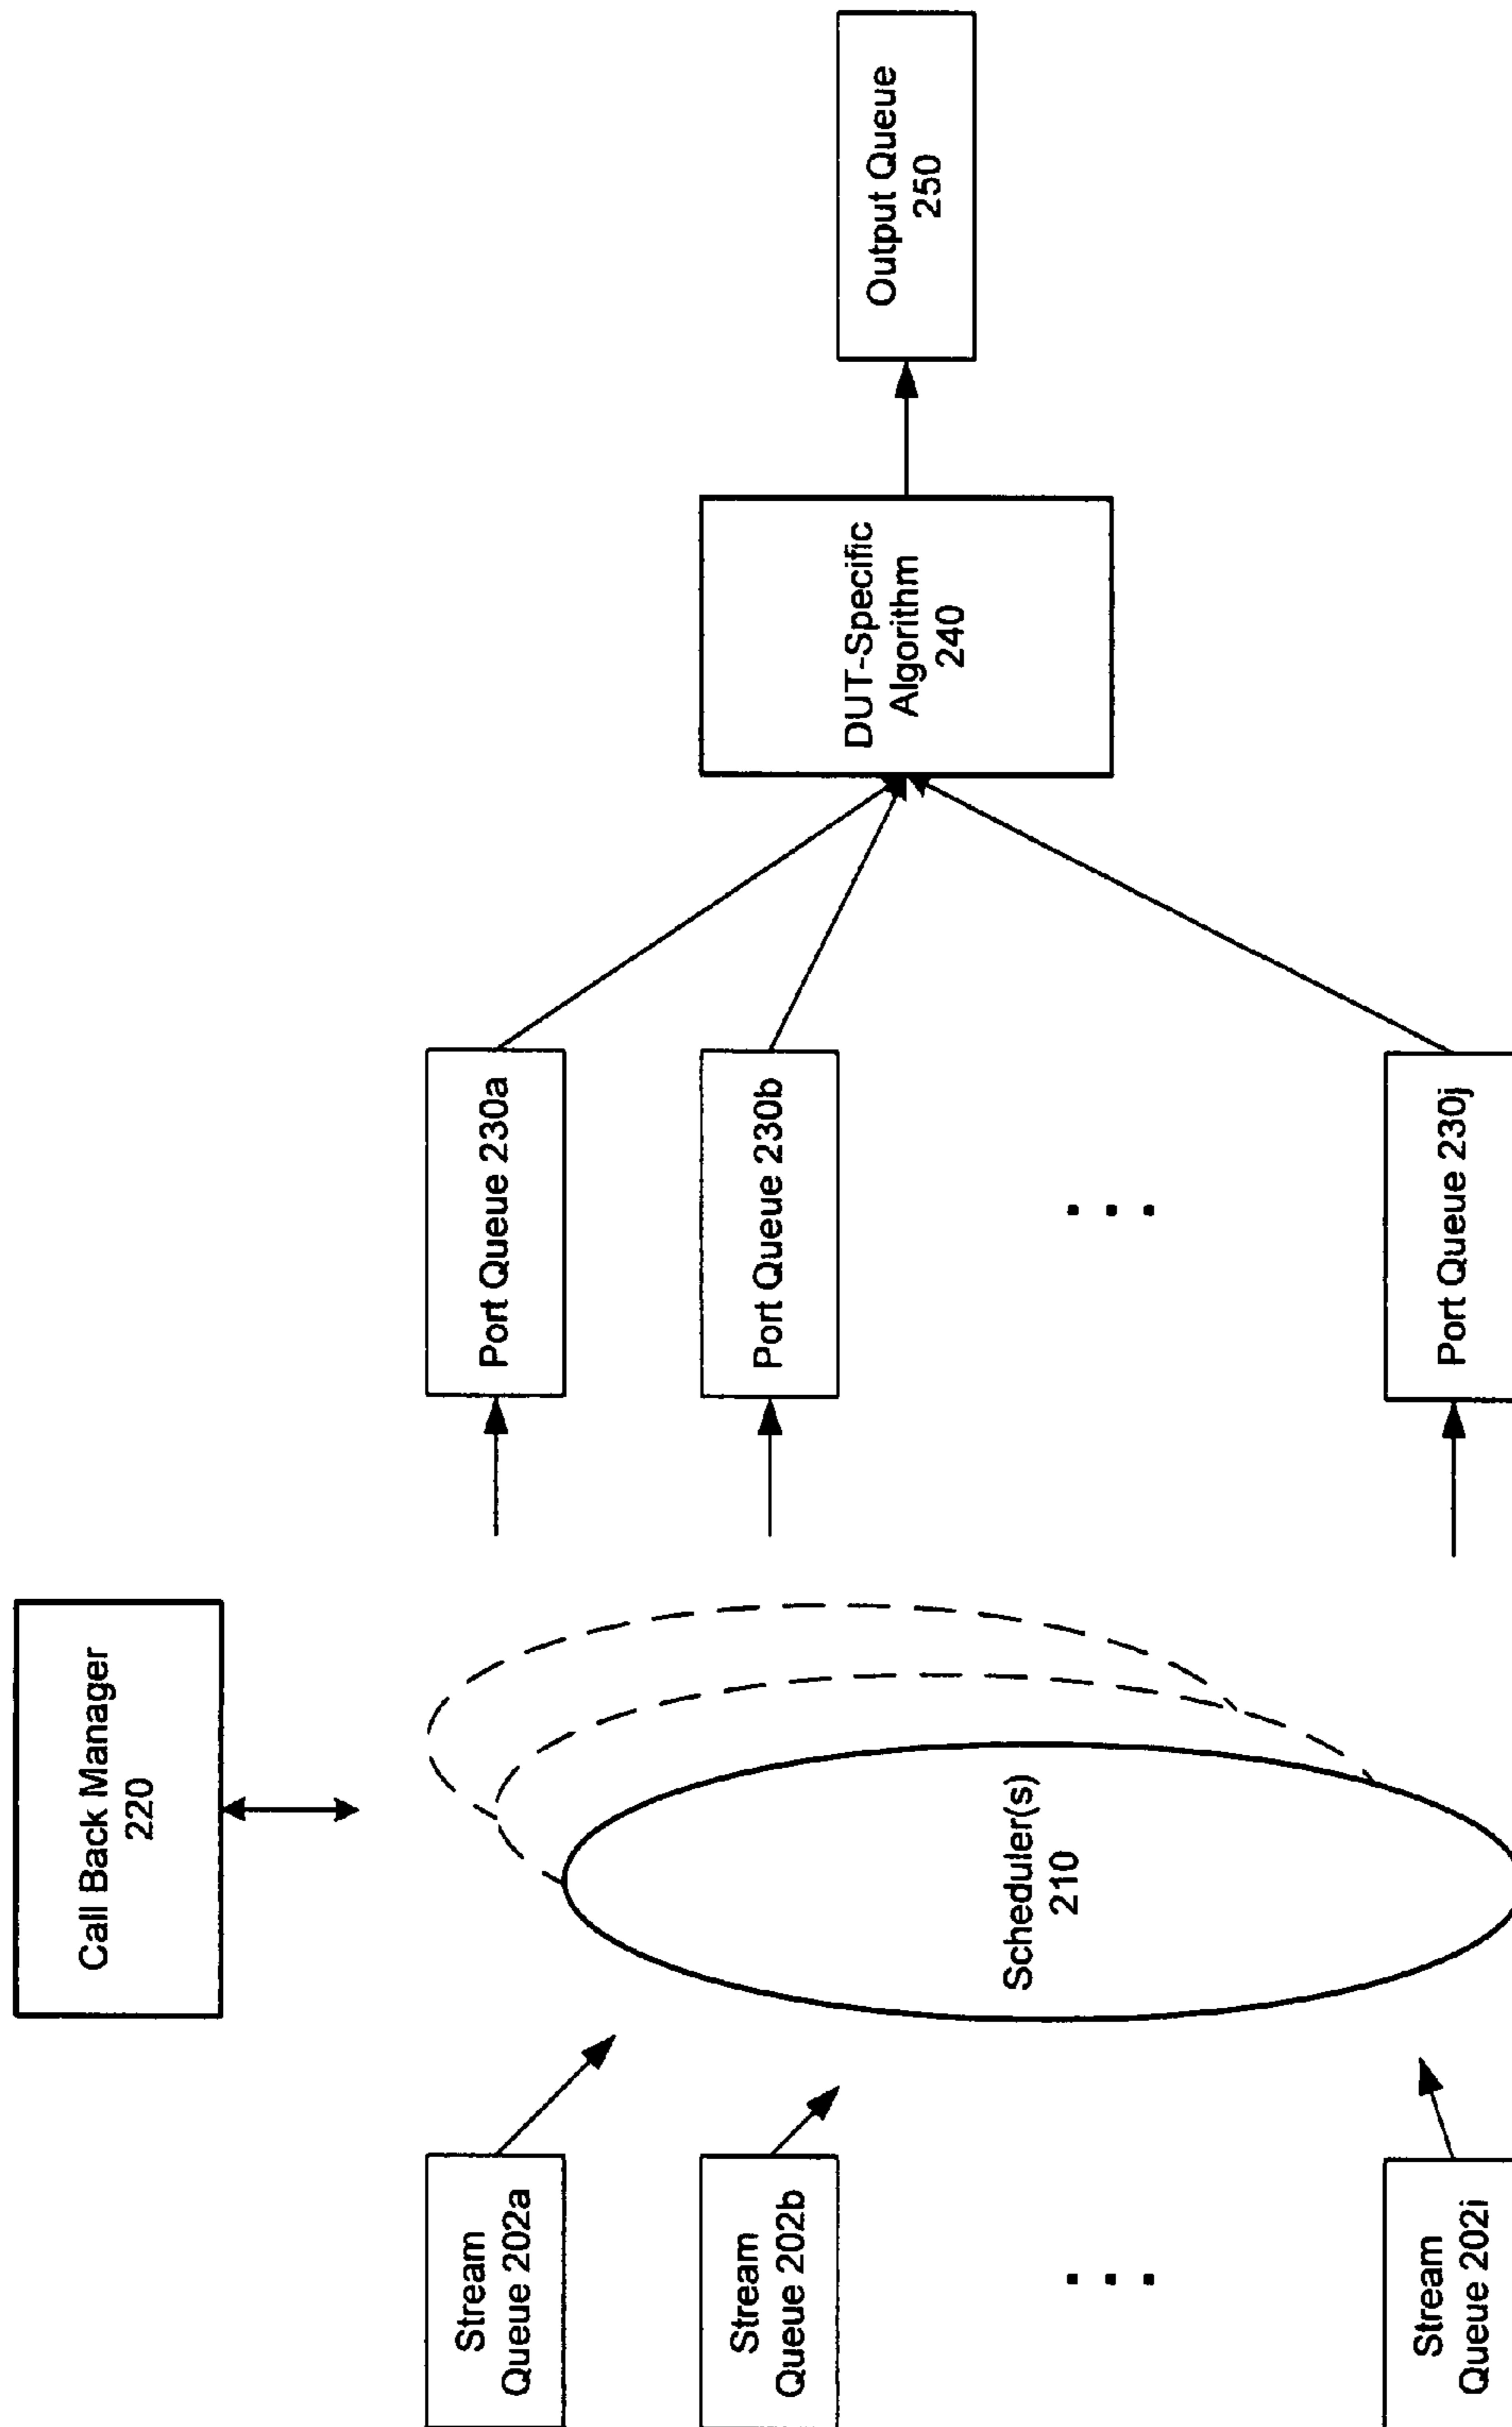 Call Back Manager
220
Stream
Queue 202a
Stream
Queue 202b
Stream
Queue 202i
Scheduler(s)
210
Port Queue 230a
Port Queue 230b
Port Queue 230j
DUT-Specific
Algorithm
240
Output Queue
250